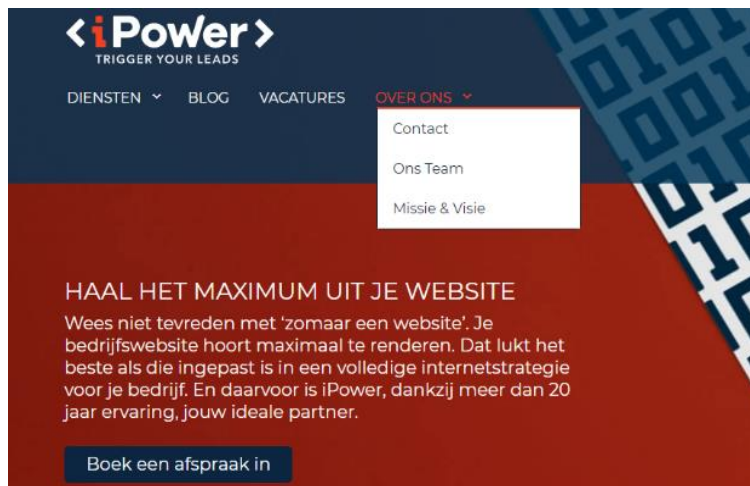 <iPower>
TRIGGER YOUR LEADS
DIENSTEN BLOG VACATURES OVER ONS
Contact
Ons Team
Missie & Visie
HAAL HET MAXIMUM UIT JE WEBSITE
Wees niet tevreden met ‘zomaar een website’. Je
bedrijfswebsite hoort maximaal te renderen. Dat lukt het
beste als die ingepast is in een volledige internetstrategie
voor je bedrijf. En daarvoor is iPower, dankzij meer dan 20
jaar ervaring, jouw ideale partner.
Boek een afspraak in